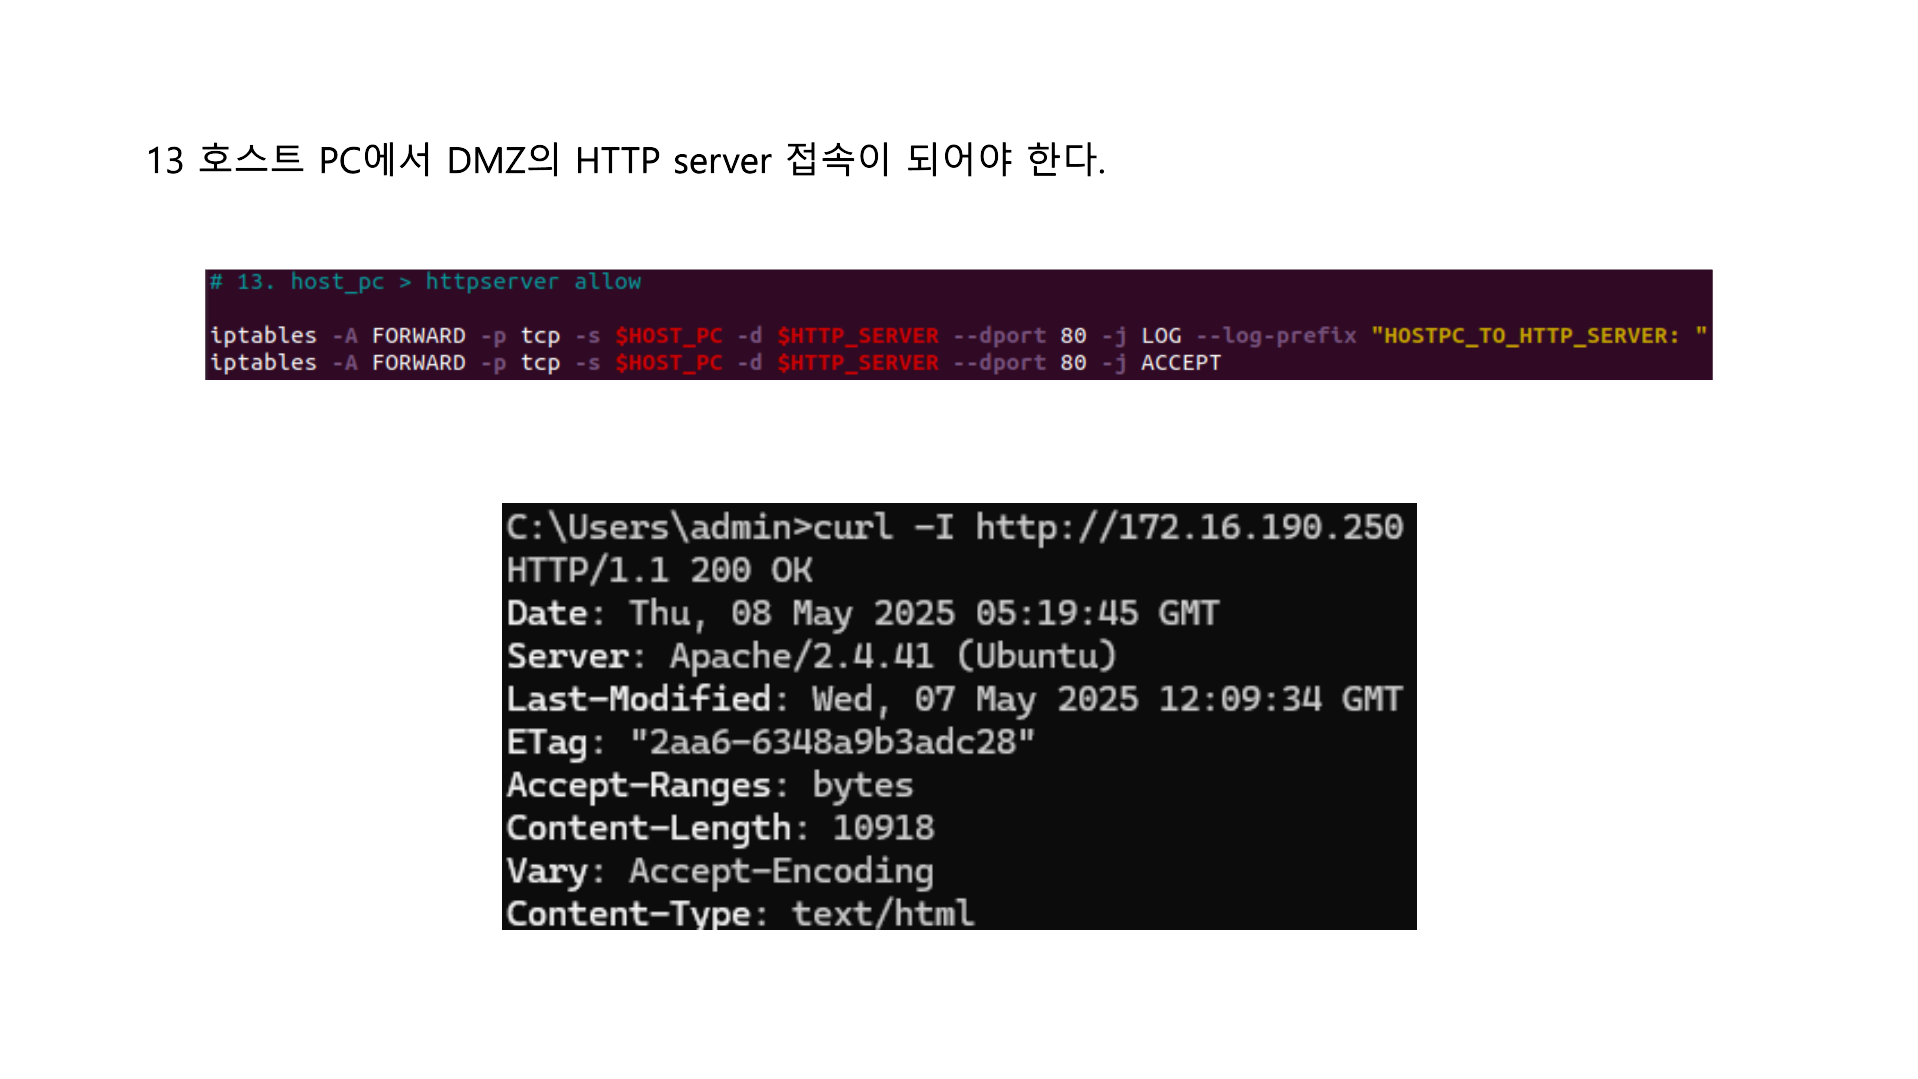 13 호스트 PC에서 DMZ의 HTTP server 접속이 되어야 한다.
# 13. host_pc > httpserver allow
iptables -A FORWARD -p tcp -s $HOST_PC -d $HTTP_SERVER --dport 80 -j LOG --log-prefix "HOSTPC_TO_HTTP_SERVER: "
iptables -A FORWARD -p tcp -s $HOST_PC -d $HTTP_SERVER --dport 80 -j ACCEPT
C:\Users\admin>curl -I http://172.16.190.250
HTTP/1.1 200 OK
Date: Thu, 08 May 2025 05:19:45 GMT
Server: Apache/2.4.41 (Ubuntu)
Last-Modified: Wed, 07 May 2025 12:09:34 GMT
ETag: "2aa6-6348a9b3adc28"
Accept-Ranges: bytes
Content-Length: 10918
Vary: Accept-Encoding
Content-Type: text/html